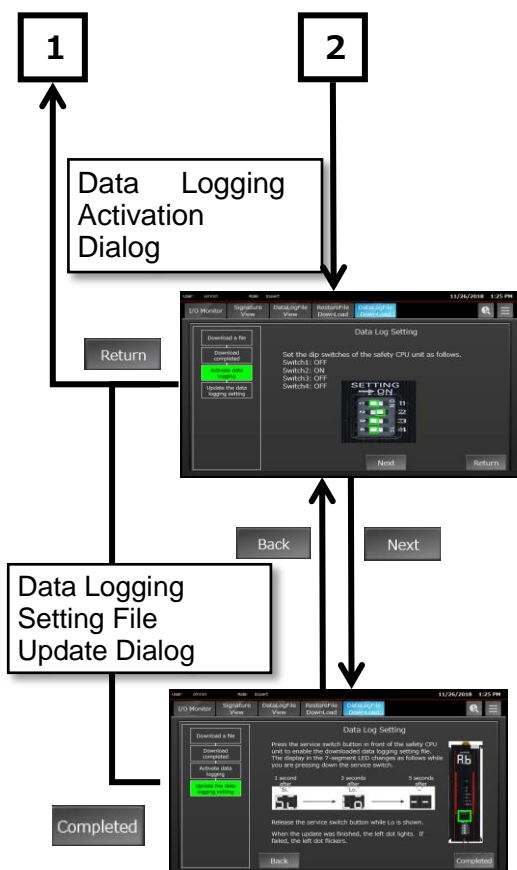 1
2
Data Logging
Activation
Dialog
User: omron Role: Expert 11/26/2018 1:25 PM
I/O Monitor
Signature
View
DataLogFile
View
RestoreFile
DownLoad
DataLogFile
DownLoad
Data Log Setting
Download a file
Download
completed
Activate data
logging
Update the data
logging setting
Set the dip switches of the safety CPU unit as follows.
Switch1: OFF
Switch2: ON
Switch3: OFF
Switch4: OFF
SETTING
ON
Next
Return
Return
Back
Next
Data Logging
Setting File
Update Dialog
User: omron Role: Expert 11/26/2018 1:25 PM
I/O Monitor
Signature
View
DataLogFile
View
RestoreFile
DownLoad
DataLogFile
DownLoad
Data Log Setting
Download a file
Download
completed
Activate data
logging
Update the data
logging setting
Press the service switch button in front of the safety CPU
unit to enable the downloaded data logging setting file.
The display in the 7-segment LED changes as follows while
you are pressing down the service switch.
1 second
after
3 seconds
after
5 seconds
after
Lo.
Release the service switch button while Lo is shown.
When the update was finished, the left dot lights. If
failed, the left dot flickers.
Back
Completed
Completed